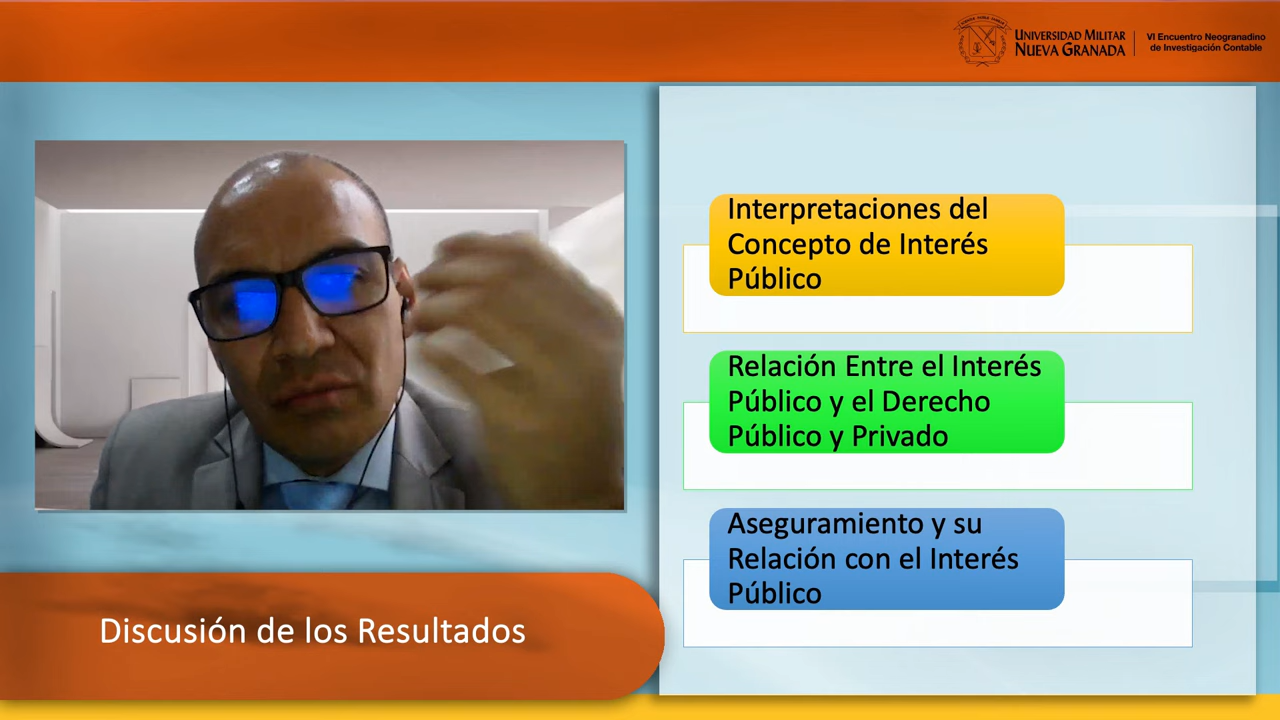 UNIVERSIDAD MILITAR
NUEVA GRANADA
VI Encuentro Neogranadino
de Investigación Contable
Interpretaciones del
Concepto de Interés
Público
Relación Entre el Interés
Público y el Derecho
Público y Privado
Aseguramiento y su
Relación con el Interés
Público
Discusión de los Resultados